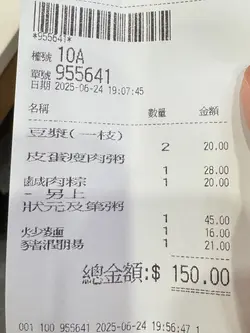 *955641*
檯號 10A
單號 955641
日期 2025-06-24 19:07:45
名稱 數量 金額
豆漿(一枝)
2 20.00
皮蛋瘦肉粥
1 28.00
鹹肉粽 1 20.00
- 另上
狀元及第粥
1 45.00
炒麵 1 16.00
豬潤腸 1 21.00
總金額:$ 150.00
001 100 955641 2025-06-24 19:56:47 1